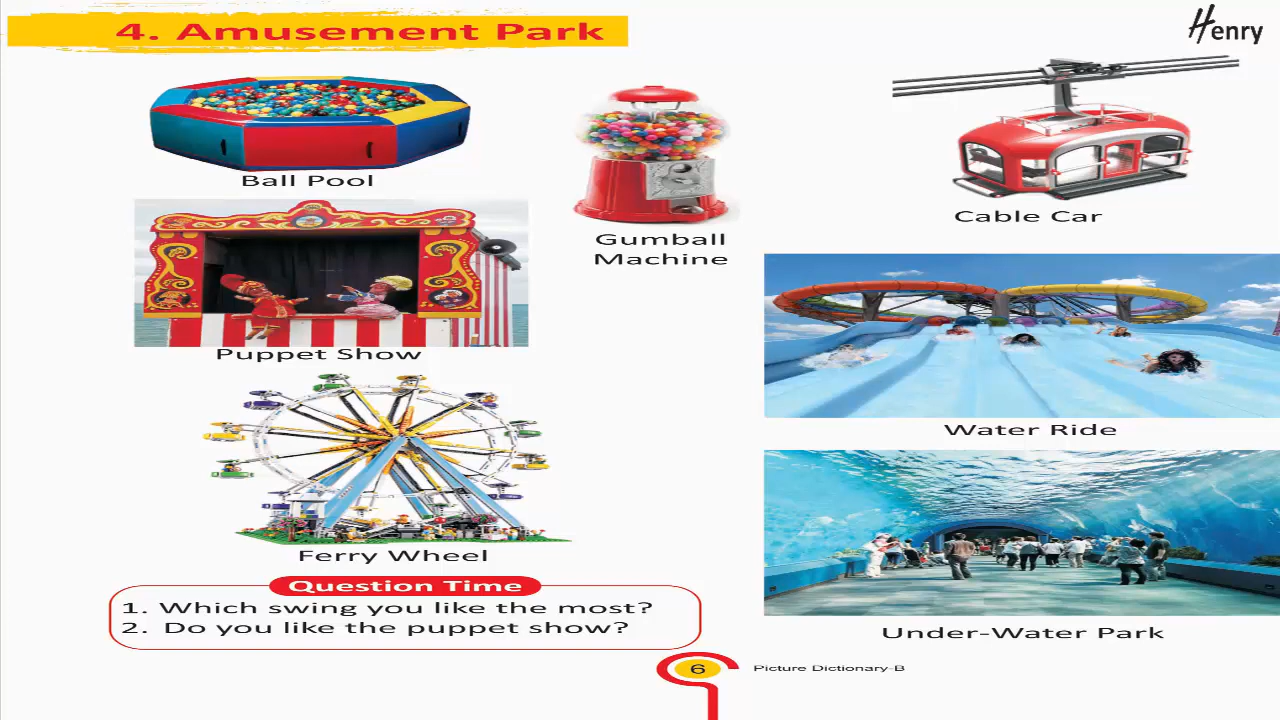 4. Amusement Park
Henry
Ball Pool
Gumball
Machine
Cable Car
Puppet Show
Water Ride
Ferry Wheel
Question Time
1. Which swing you like the most?
2. Do you like the puppet show?
Under-Water Park
6
Picture Dictionary-B